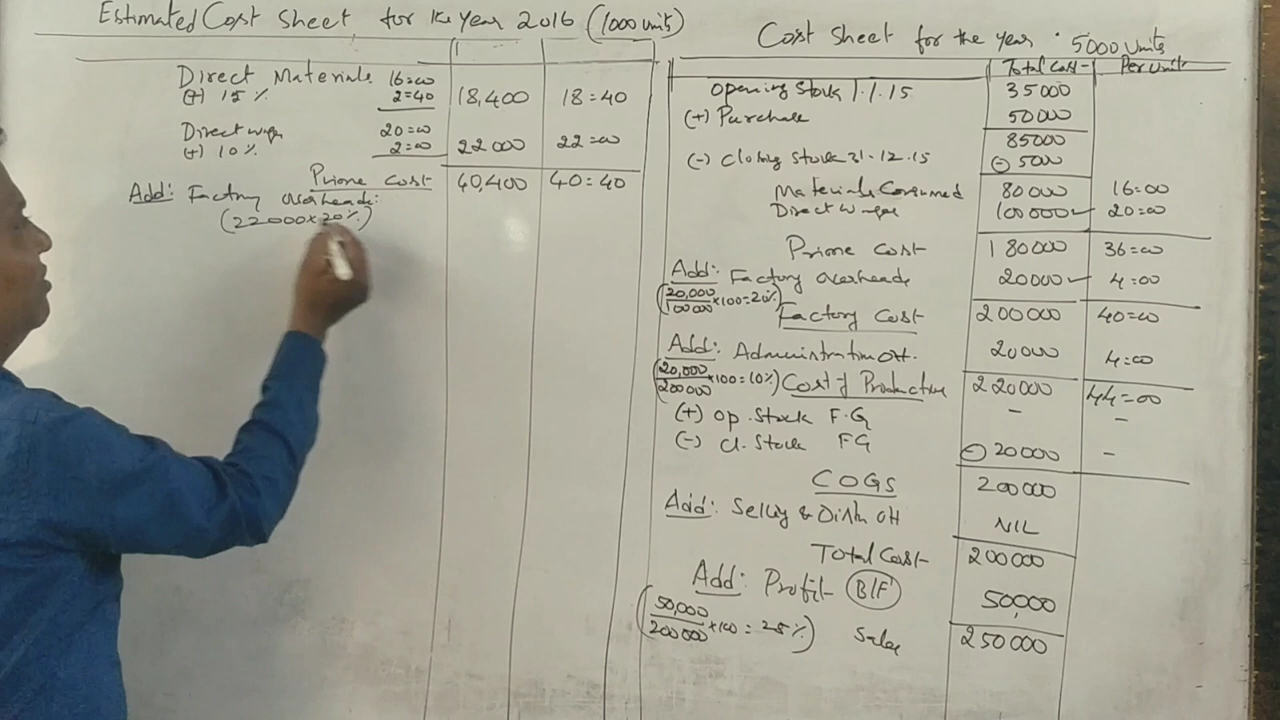 Estimated Cost Sheet for the Year 2016 (1000 units)
Direct Materials 16=00
(+) 15% 2=40 18,400 18=40
Direct wages 20=00
(+) 10% 2=00 22000 22=00
Prime Cost 40,400 40=40
Add: Factory overheads:
(22000×20%)
Cost Sheet for the year 5000 Units
Total Cost Per Unit
Opening Stock 1.1.15 35000
(+) Purchase 50000
85000
(-) Closing Stock 31.12.15 (-) 5000
Materials Consumed 80000 16=00
Direct Wages 100000 20=00
Prime Cost 180000 36=00
Add: Factory overheads 20000 4=00
(20,000/100000 ×100=20%)
Factory Cost 200000 40=00
Add: Administration OH. 20000 4=00
(20,000/200000 ×100=10%) Cost of Production 220000 44=00
(+) Op. Stock F.G - -
(-) Cl. Stock FG (-) 20000 -
COGS 200000
Add: Selling & Distn OH NIL
Total Cost 200000
Add: Profit (B/F) 50,000
(50,000/200000 ×100 = 25%) Sales 250000